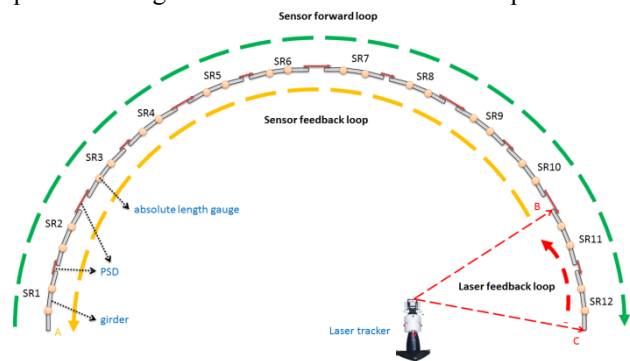 Sensor forward loop
SR6
SR7
SR5
SR8
SR4
Sensor feedback loop
SR9
SR3
SR10
absolute length gauge
B
SR2
SR11
PSD
Laser feedback loop
SR1
SR12
girder
A
Laser tracker
C